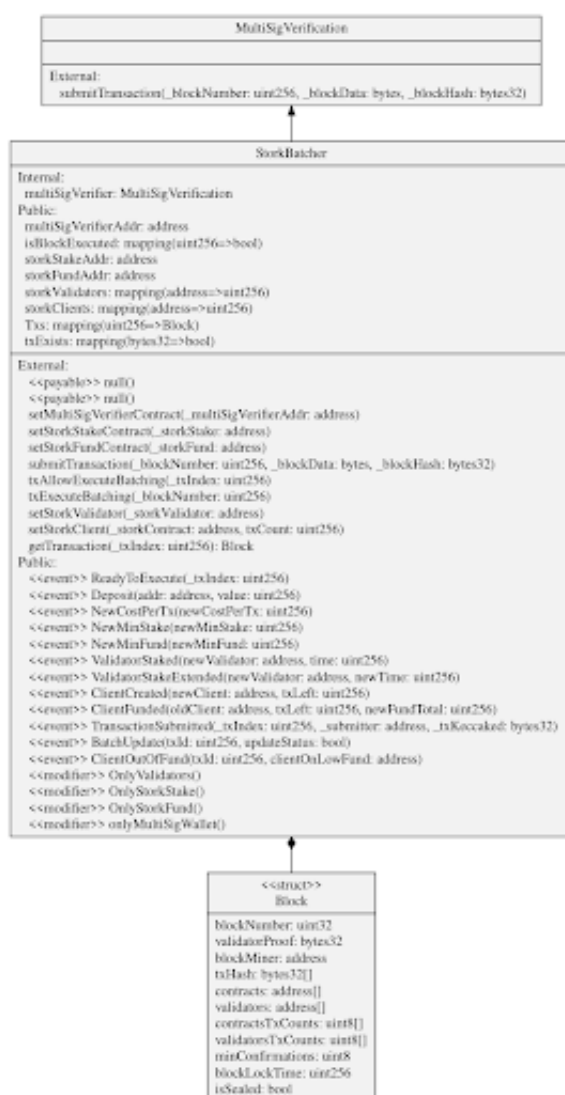 MultiSigVerification
External:
submitTransaction(_blockNumber: uint256, _blockData: bytes, _blockHash: bytes32)
StorkBatcher
Internal:
multiSigVerifier: MultiSigVerification
Public:
multiSigVerifierAddr: address
isBlockExecuted: mapping(uint256=>bool)
storkStakeAddr: address
storkFundAddr: address
storkValidators: mapping(address=>uint256)
storkClients: mapping(address=>uint256)
Txs: mapping(uint256=>Block)
txExists: mapping(bytes32=>bool)
External:
<<payable>> null()
<<payable>> null()
setMultiSigVerifierContract(_multiSigVerifierAddr: address)
setStorkStakeContract(_storkStake: address)
setStorkFundContract(_storkFund: address)
submitTransaction(_blockNumber: uint256, _blockData: bytes, _blockHash: bytes32)
txAllowExecuteBatching(_txIndex: uint256)
txExecuteBatching(_blockNumber: uint256)
setStorkValidator(_storkValidator: address)
setStorkClient(_storkContract: address, txCount: uint256)
getTransaction(_txIndex: uint256): Block
Public:
<<event>> ReadyToExecute(_txIndex: uint256)
<<event>> Deposit(addr: address, value: uint256)
<<event>> NewCostPerTx(newCostPerTx: uint256)
<<event>> NewMinStake(newMinStake: uint256)
<<event>> NewMinFund(newMinFund: uint256)
<<event>> ValidatorStaked(newValidator: address, time: uint256)
<<event>> ValidatorStakeExtended(newValidator: address, newTime: uint256)
<<event>> ClientCreated(newClient: address, txLeft: uint256)
<<event>> ClientFunded(oldClient: address, txLeft: uint256, newFundTotal: uint256)
<<event>> TransactionSubmitted(_txIndex: uint256, _submitter: address, _txKeccaked: bytes32)
<<event>> BatchUpdate(txId: uint256, updateStatus: bool)
<<event>> ClientOutOfFund(txId: uint256, clientOnLowFund: address)
<<modifier>> OnlyValidators()
<<modifier>> OnlyStorkStake()
<<modifier>> OnlyStorkFund()
<<modifier>> onlyMultiSigWallet()
<<struct>>
Block
blockNumber: uint32
validatorProof: bytes32
blockMiner: address
txHash: bytes32[]
contracts: address[]
validators: address[]
contractsTxCounts: uint8[]
validatorsTxCounts: uint8[]
minConfirmations: uint8
blockLockTime: uint256
isSealed: bool